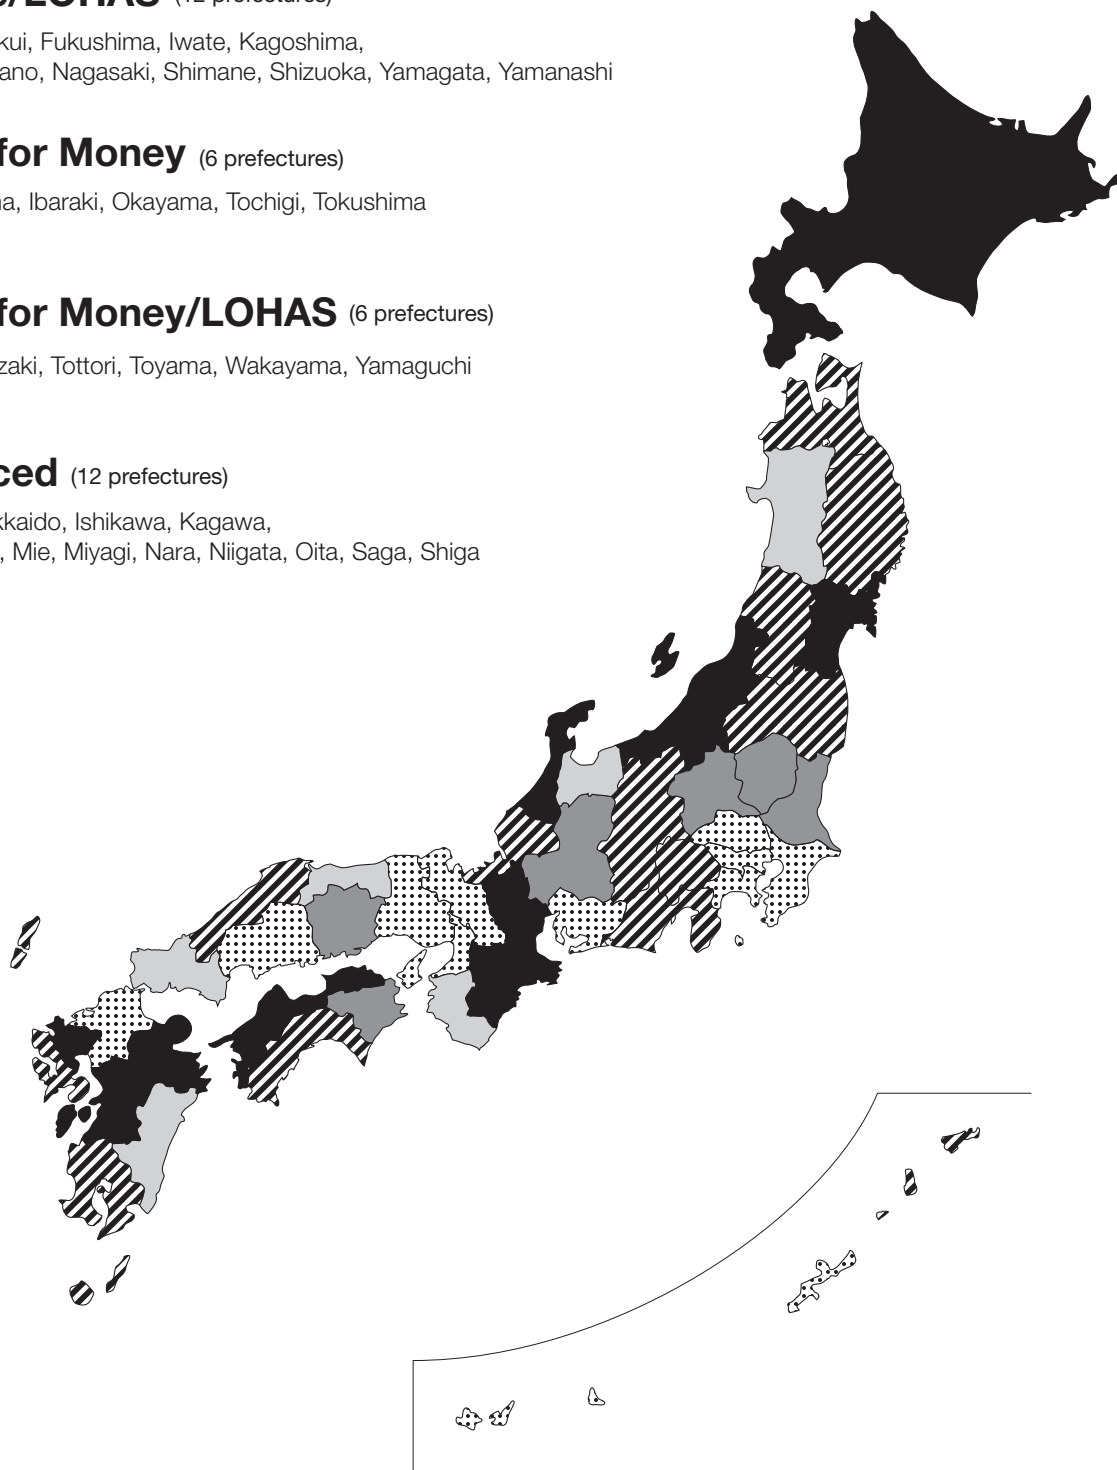 s/LOHAS (12 prefectures)
kui, Fukushima, Iwate, Kagoshima,
ano, Nagasaki, Shimane, Shizuoka, Yamagata, Yamanashi
for Money (6 prefectures)
na, Ibaraki, Okayama, Tochigi, Tokushima
for Money/LOHAS (6 prefectures)
zaki, Tottori, Toyama, Wakayama, Yamaguchi
ced (12 prefectures)
kkaido, Ishikawa, Kagawa,
, Mie, Miyagi, Nara, Niigata, Oita, Saga, Shiga